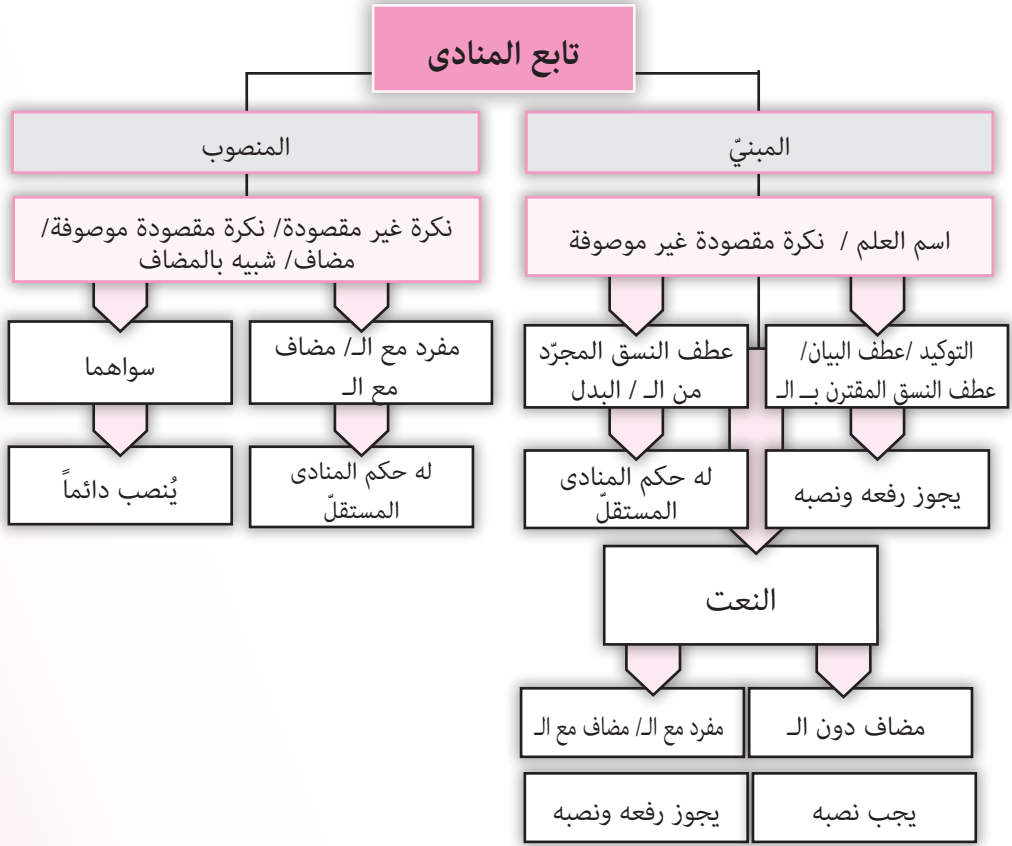 تابع المنادى
المبنيّ
المنصوب
اسم العلم / نكرة مقصودة غير موصوفة
نكرة غير مقصودة/ نكرة مقصودة موصوفة/
مضاف/ شبيه بالمضاف
التوكيد /عطف البيان/
عطف النسق المقترن بــ الـ
عطف النسق المجرّد
من الـ / البدل
مفرد مع الـ/ مضاف
مع الـ
سواهما
يجوز رفعه ونصبه
له حكم المنادى
المستقلّ
له حكم المنادى
المستقلّ
يُنصب دائماً
النعت
مضاف دون الـ
مفرد مع الـ/ مضاف مع الـ
يجب نصبه
يجوز رفعه ونصبه